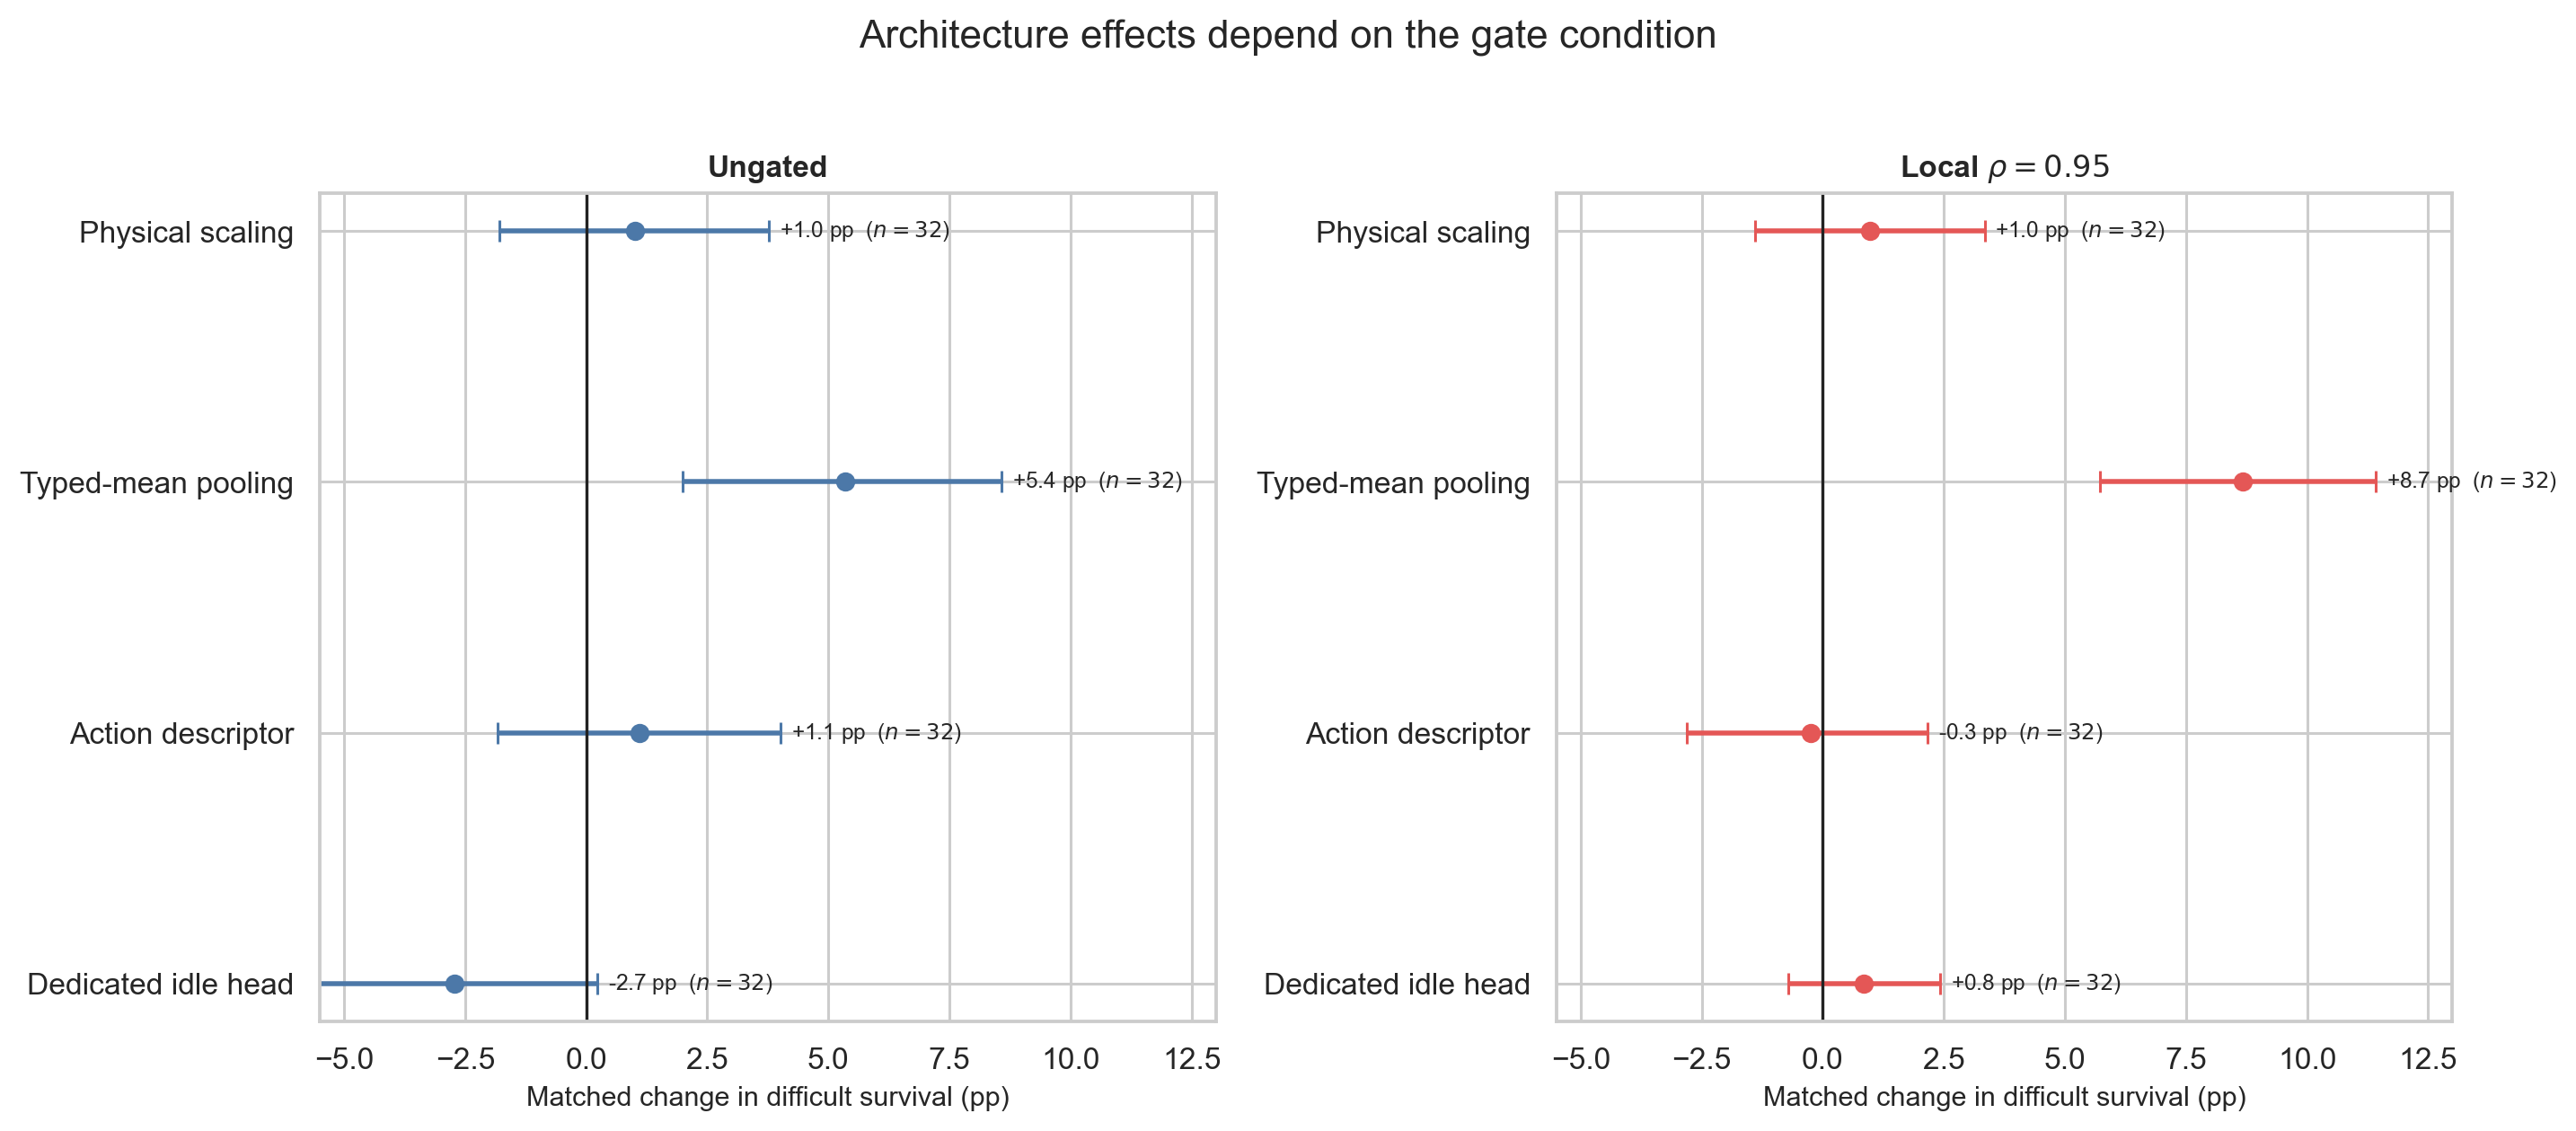 Architecture effects depend on the gate condition
Ungated
Physical scaling
+1.0 pp (n = 32)
Typed-mean pooling
+5.4 pp (n = 32)
Action descriptor
+1.1 pp (n = 32)
Dedicated idle head
-2.7 pp (n = 32)
−5.0 −2.5 0.0 2.5 5.0 7.5 10.0 12.5
Matched change in difficult survival (pp)
Local ρ = 0.95
Physical scaling
+1.0 pp (n = 32)
Typed-mean pooling
+8.7 pp (n = 32)
Action descriptor
-0.3 pp (n = 32)
Dedicated idle head
+0.8 pp (n = 32)
−5.0 −2.5 0.0 2.5 5.0 7.5 10.0 12.5
Matched change in difficult survival (pp)